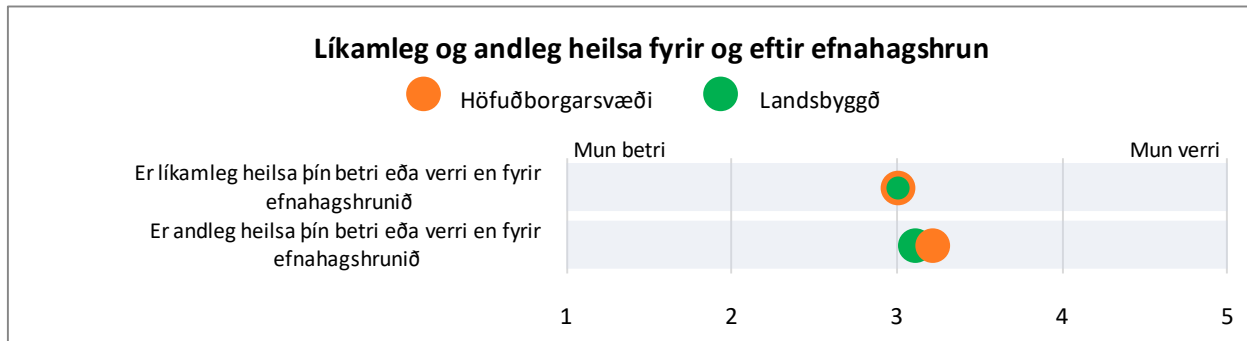 Líkamleg og andleg heilsa fyrir og eftir efnahagshrun
Höfuðborgarsvæði
Landsbyggð
Mun betri
Mun verri
Er líkamleg heilsa þín betri eða verri en fyrir
efnahagshrunið
Er andleg heilsa þín betri eða verri en fyrir
efnahagshrunið
1 2 3 4 5